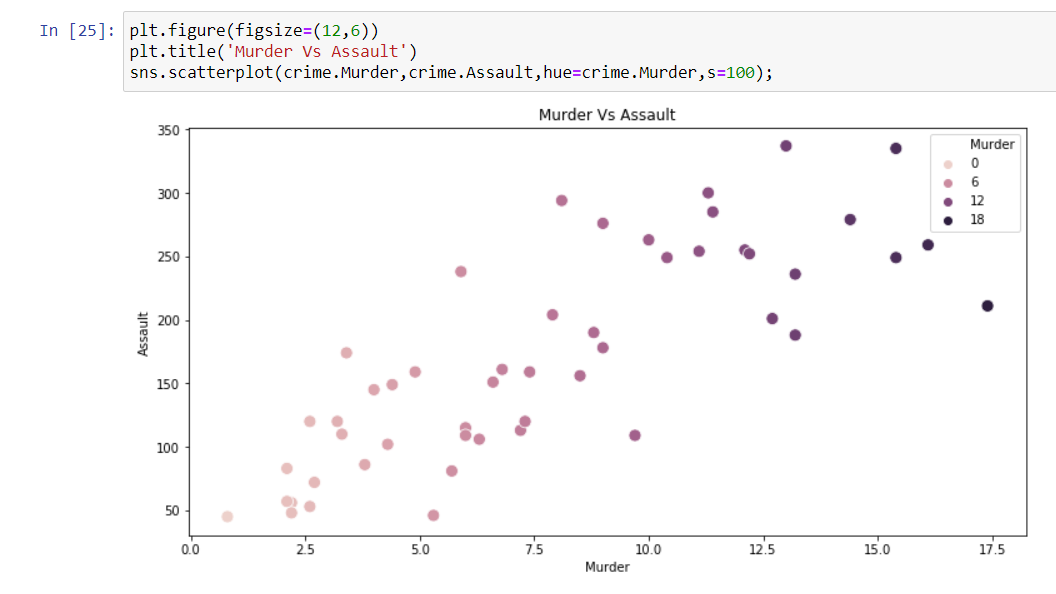 In [25]: plt.figure(figsize=(12,6))
plt.title('Murder Vs Assault')
sns.scatterplot(crime.Murder,crime.Assault,hue=crime.Murder,s=100);
Murder Vs Assault
350
300
250
200
150
100
50
Assault
Murder
0
6
12
18
0.0 2.5 5.0 7.5 10.0 12.5 15.0 17.5
Murder